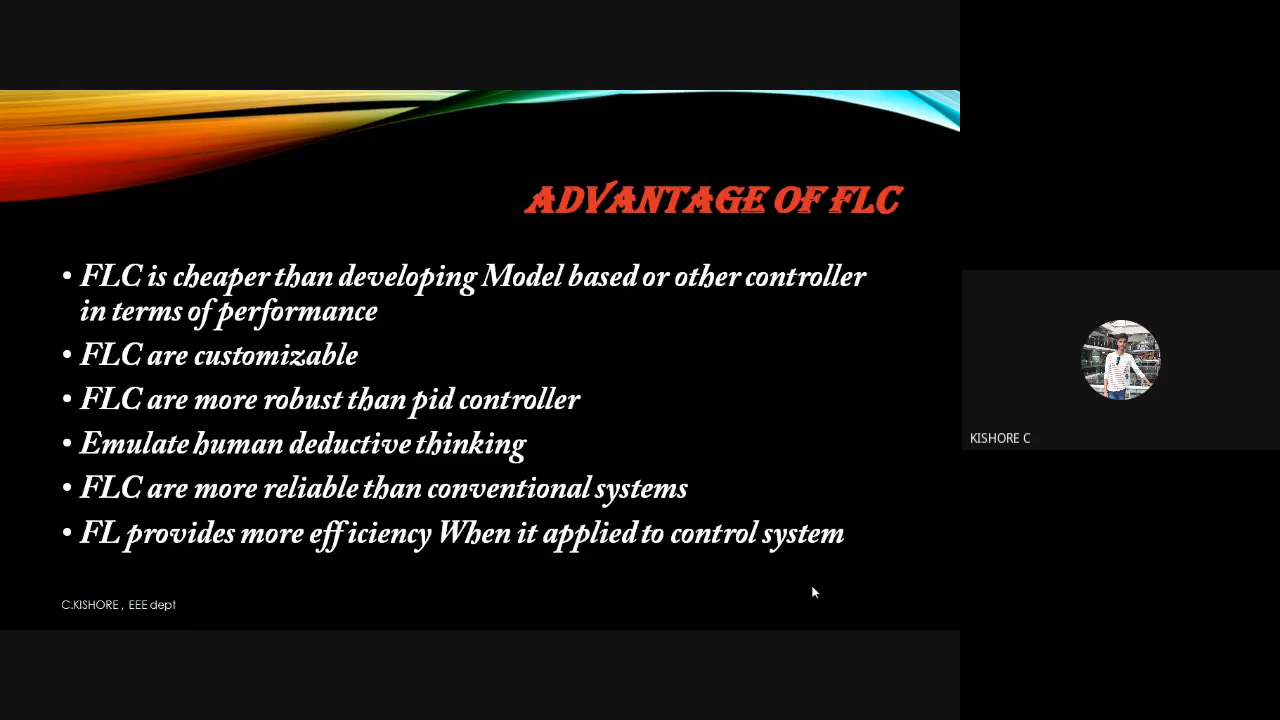 ADVANTAGE OF FLC
• FLC is cheaper than developing Model based or other controller
in terms of performance
• FLC are customizable
• FLC are more robust than pid controller
• Emulate human deductive thinking
• FLC are more reliable than conventional systems
• FL provides more efficiency When it applied to control system
C.KISHORE , EEE dept
KISHORE C